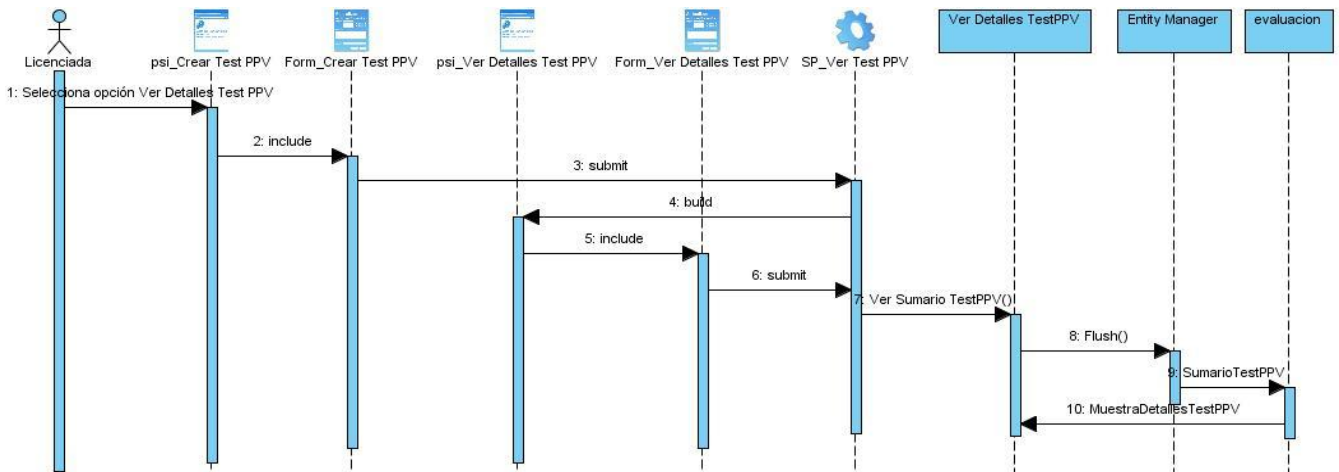 Ver Detalles TestPPV
Entity Manager
evaluacion
Licenciada
psi_Crear Test PPV
Form_Crear Test PPV
psi_Ver Detalles Test PPV
Form_Ver Detalles Test PPV
SP_Ver Test PPV
1: Selecciona opción Ver Detalles Test PPV
2: include
3: submit
4: build
5: include
6: submit
7: Ver Sumario TestPPV()
8: Flush()
9: SumarioTestPPV
10: MuestraDetallesTestPPV